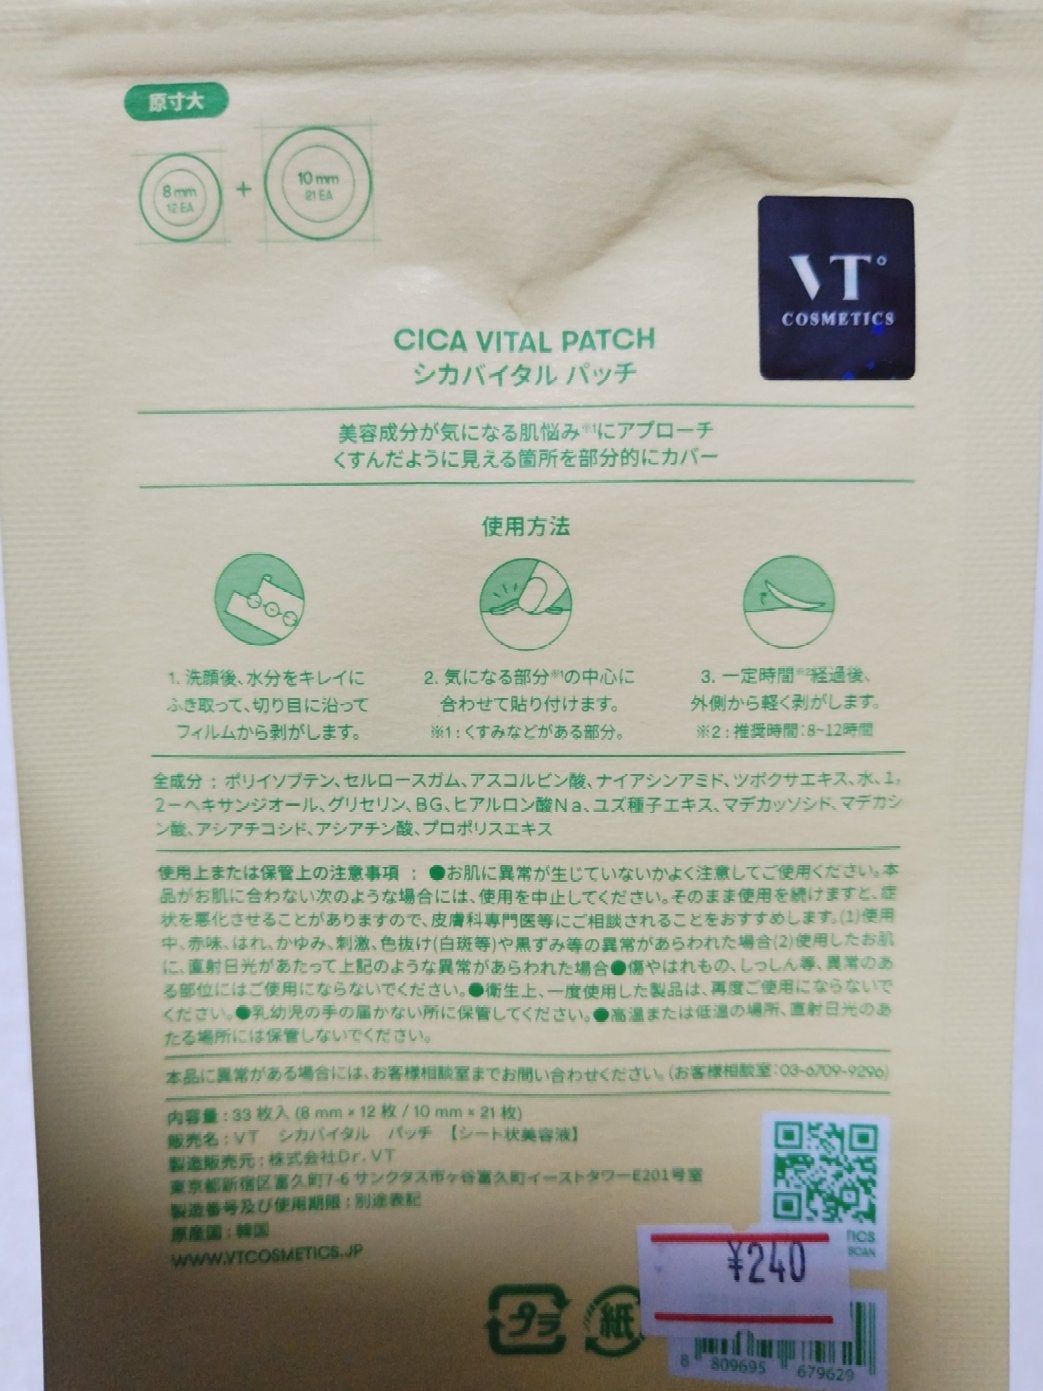 原寸大
8 mm
12 EA
+
10 mm
21 EA
VT°
COSMETICS
CICA VITAL PATCH
シカバイタル パッチ
美容成分が気になる肌悩み※1にアプローチ
くすんだように見える箇所を部分的にカバー
使用方法
1. 洗顔後、水分をキレイに
ふき取って、切り目に沿って
フィルムから剥がします。
2. 気になる部分※1の中心に
合わせて貼り付けます。
※1 : くすみなどがある部分。
3. 一定時間※2経過後、
外側から軽く剥がします。
※2 : 推奨時間 : 8~12時間
全成分 : ポリイソブテン、セルロースガム、アスコルビン酸、ナイアシンアミド、ツボクサエキス、水、1,
2-ヘキサンジオール、グリセリン、BG、ヒアルロン酸Na、ユズ種子エキス、マデカッソシド、マデカシ
ン酸、アシアチコシド、アシアチン酸、プロポリスエキス
使用上または保管上の注意事項 : ●お肌に異常が生じていないかよく注意してご使用ください。本
品がお肌に合わない次のような場合には、使用を中止してください。そのまま使用を続けますと、症
状を悪化させることがありますので、皮膚科専門医等にご相談されることをおすすめします。(1)使用
中、赤味、はれ、かゆみ、刺激、色抜け(白斑等)や黒ずみ等の異常があらわれた場合(2)使用したお肌
に、直射日光があたって上記のような異常があらわれた場合●傷やはれもの、しっしん等、異常のあ
る部位にはご使用にならないでください。●衛生上、一度使用した製品は、再度ご使用にならないで
ください。●乳幼児の手の届かない所に保管してください。●高温または低温の場所、直射日光のあ
たる場所には保管しないでください。
本品に異常がある場合には、お客様相談室までお問い合わせください。(お客様相談室 : 03-6709-9296)
内容量 : 33 枚入 (8 mm × 12 枚 / 10 mm × 21 枚)
販売名 : VT シカバイタル パッチ 【シート状美容液】
製造販売元 : 株式会社Dr. VT
東京都新宿区富久町7-6 サンクタス市ヶ谷富久町イーストタワーE201号室
製造番号及び使用期限 : 別途表記
原産国 : 韓国
WWW.VTCOSMETICS.JP
TICS
SCAN
¥240
プラ
紙
8 809695 679629